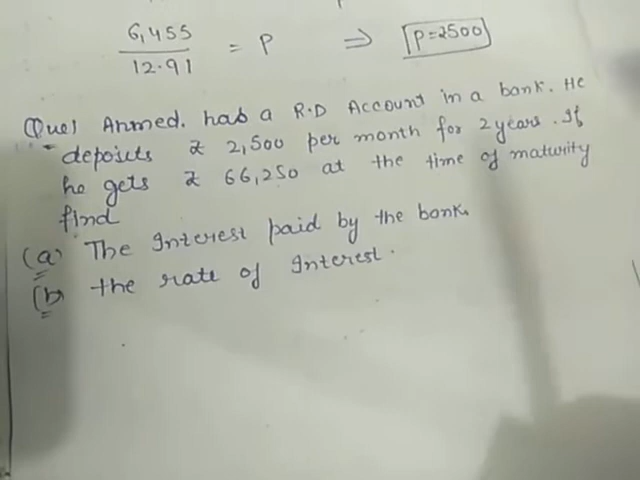 6,455 / 12.91 = P ⇒ P=2500
Que1 Ahmed. has a R.D Account in a bank. He
deposits ₹ 2,500 per month for 2 years. If
he gets ₹ 66,250 at the time of maturity
find
(a) The Interest paid by the bank.
(b) the rate of Interest.